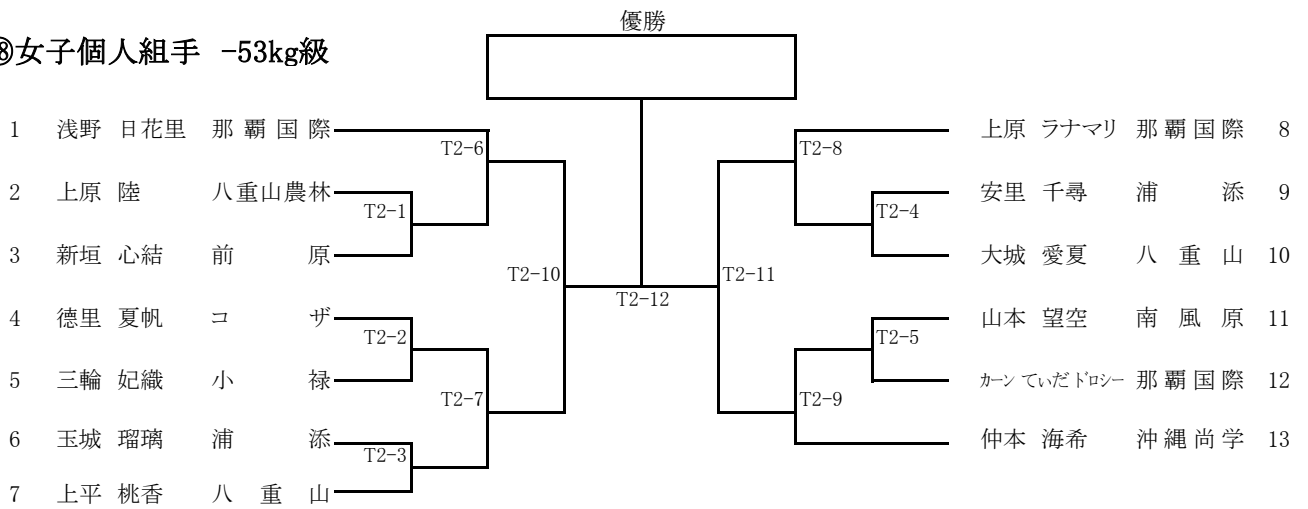 優勝
⑧女子個人組手 -53kg級
1 浅野 日花里 那覇国際
T2-6
T2-8
上原 ラナマリ 那覇国際 8
2 上原 陸 八重山農林
T2-1
T2-4
安里 千尋 浦添 9
3 新垣 心結 前原
T2-10
T2-12
T2-11
大城 愛夏 八重山 10
4 德里 夏帆 コザ
T2-2
T2-5
山本 望空 南風原 11
5 三輪 妃織 小禄
T2-7
T2-9
カーン てぃだ ドロシー 那覇国際 12
6 玉城 瑠璃 浦添
T2-3
仲本 海希 沖縄尚学 13
7 上平 桃香 八重山